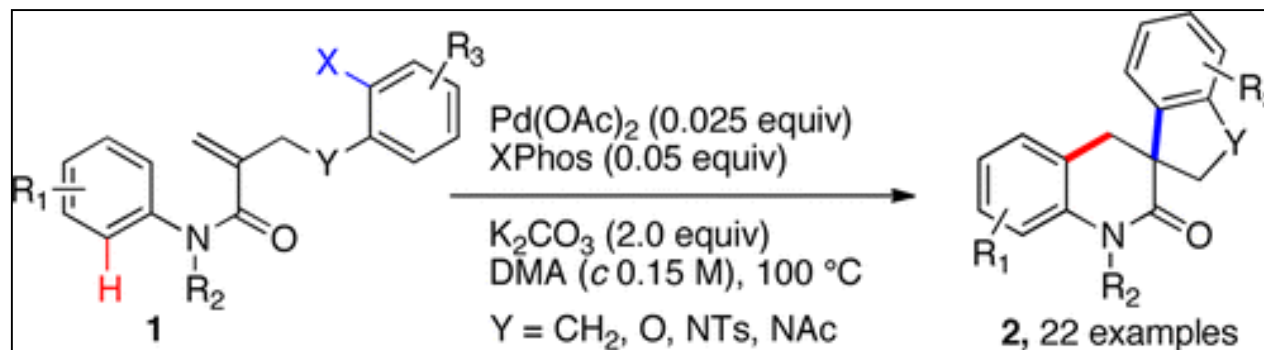 X
R3
Y
R1
N
O
H
R2
1
Pd(OAc)2 (0.025 equiv)
XPhos (0.05 equiv)
K2CO3 (2.0 equiv)
DMA (c 0.15 M), 100 °C
Y = CH2, O, NTs, NAc
Y
N
O
R1
R2
2, 22 examples